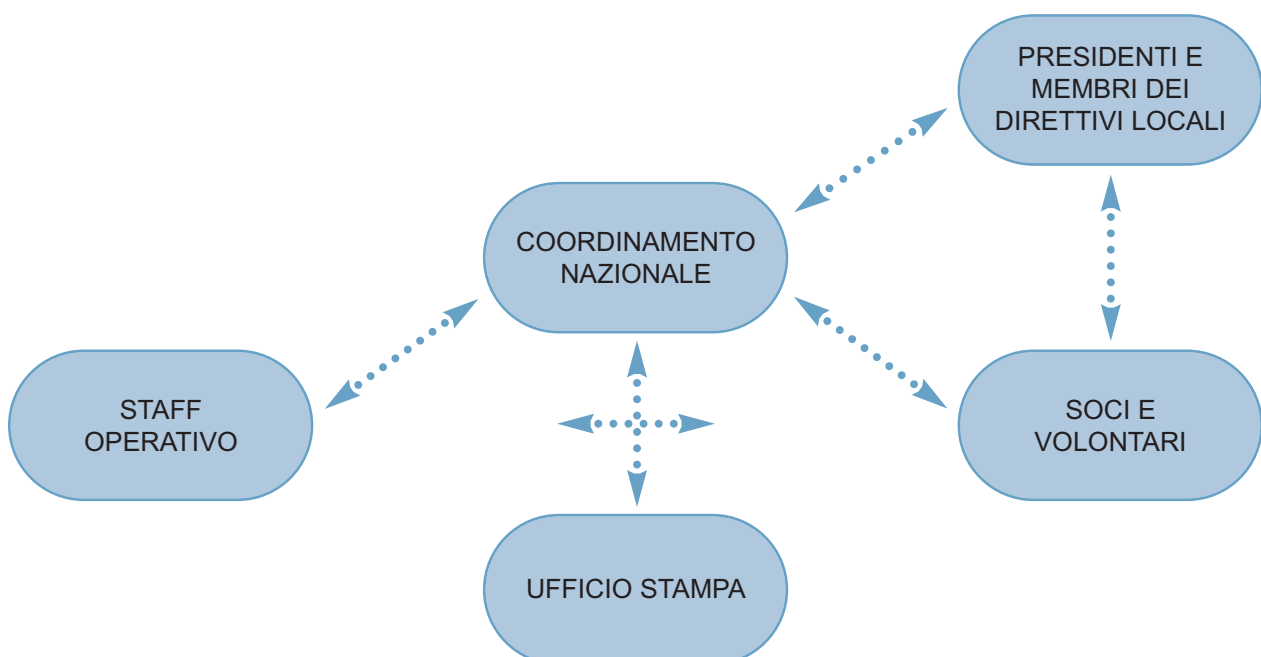 PRESIDENTI E
MEMBRI DEI
DIRETTIVI LOCALI
COORDINAMENTO
NAZIONALE
STAFF
OPERATIVO
SOCI E
VOLONTARI
UFFICIO STAMPA